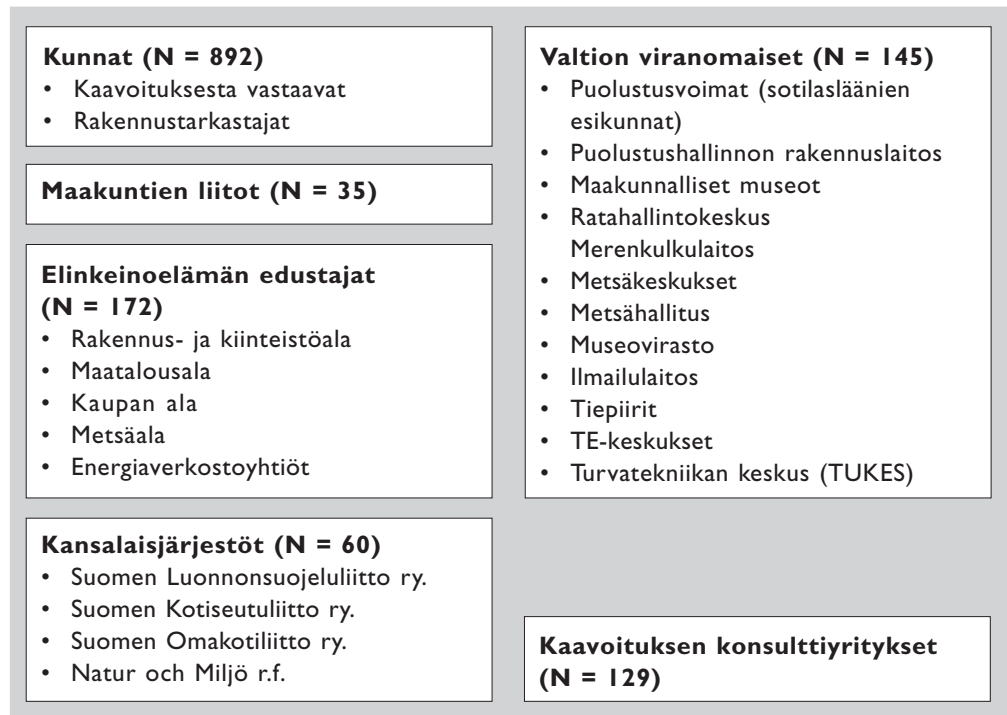 Kunnat (N = 892)
• Kaavoituksesta vastaavat
• Rakennustarkastajat
Maakuntien liitot (N = 35)
Elinkeinoelämän edustajat
(N = 172)
• Rakennus- ja kiinteistöala
• Maatalousala
• Kaupan ala
• Metsäala
• Energiaverkostoyhtiöt
Kansalaisjärjestöt (N = 60)
• Suomen Luonnonsuojeluliitto ry.
• Suomen Kotiseutuliitto ry.
• Suomen Omakotiliitto ry.
• Natur och Miljö r.f.
Valtion viranomaiset (N = 145)
• Puolustusvoimat (sotilasläänien
esikunnat)
• Puolustushallinnon rakennuslaitos
• Maakunnalliset museot
• Ratahallintokeskus
Merenkulkulaitos
• Metsäkeskukset
• Metsähallitus
• Museovirasto
• Ilmailulaitos
• Tiepiirit
• TE-keskukset
• Turvatekniikan keskus (TUKES)
Kaavoituksen konsulttiyritykset
(N = 129)